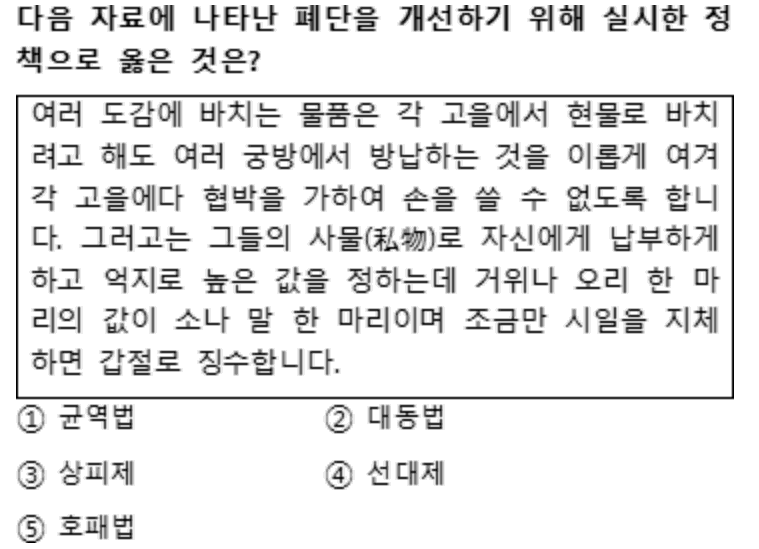 다음 자료에 나타난 폐단을 개선하기 위해 실시한 정
책으로 옳은 것은?
여러 도감에 바치는 물품은 각 고을에서 현물로 바치
려고 해도 여러 궁방에서 방납하는 것을 이롭게 여겨
각 고을에다 협박을 가하여 손을 쓸 수 없도록 합니
다. 그러고는 그들의 사물(私物)로 자신에게 납부하게
하고 억지로 높은 값을 정하는데 거위나 오리 한 마
리의 값이 소나 말 한 마리이며 조금만 시일을 지체
하면 갑절로 징수합니다.
① 균역법 ② 대동법
③ 상피제 ④ 선대제
⑤ 호패법